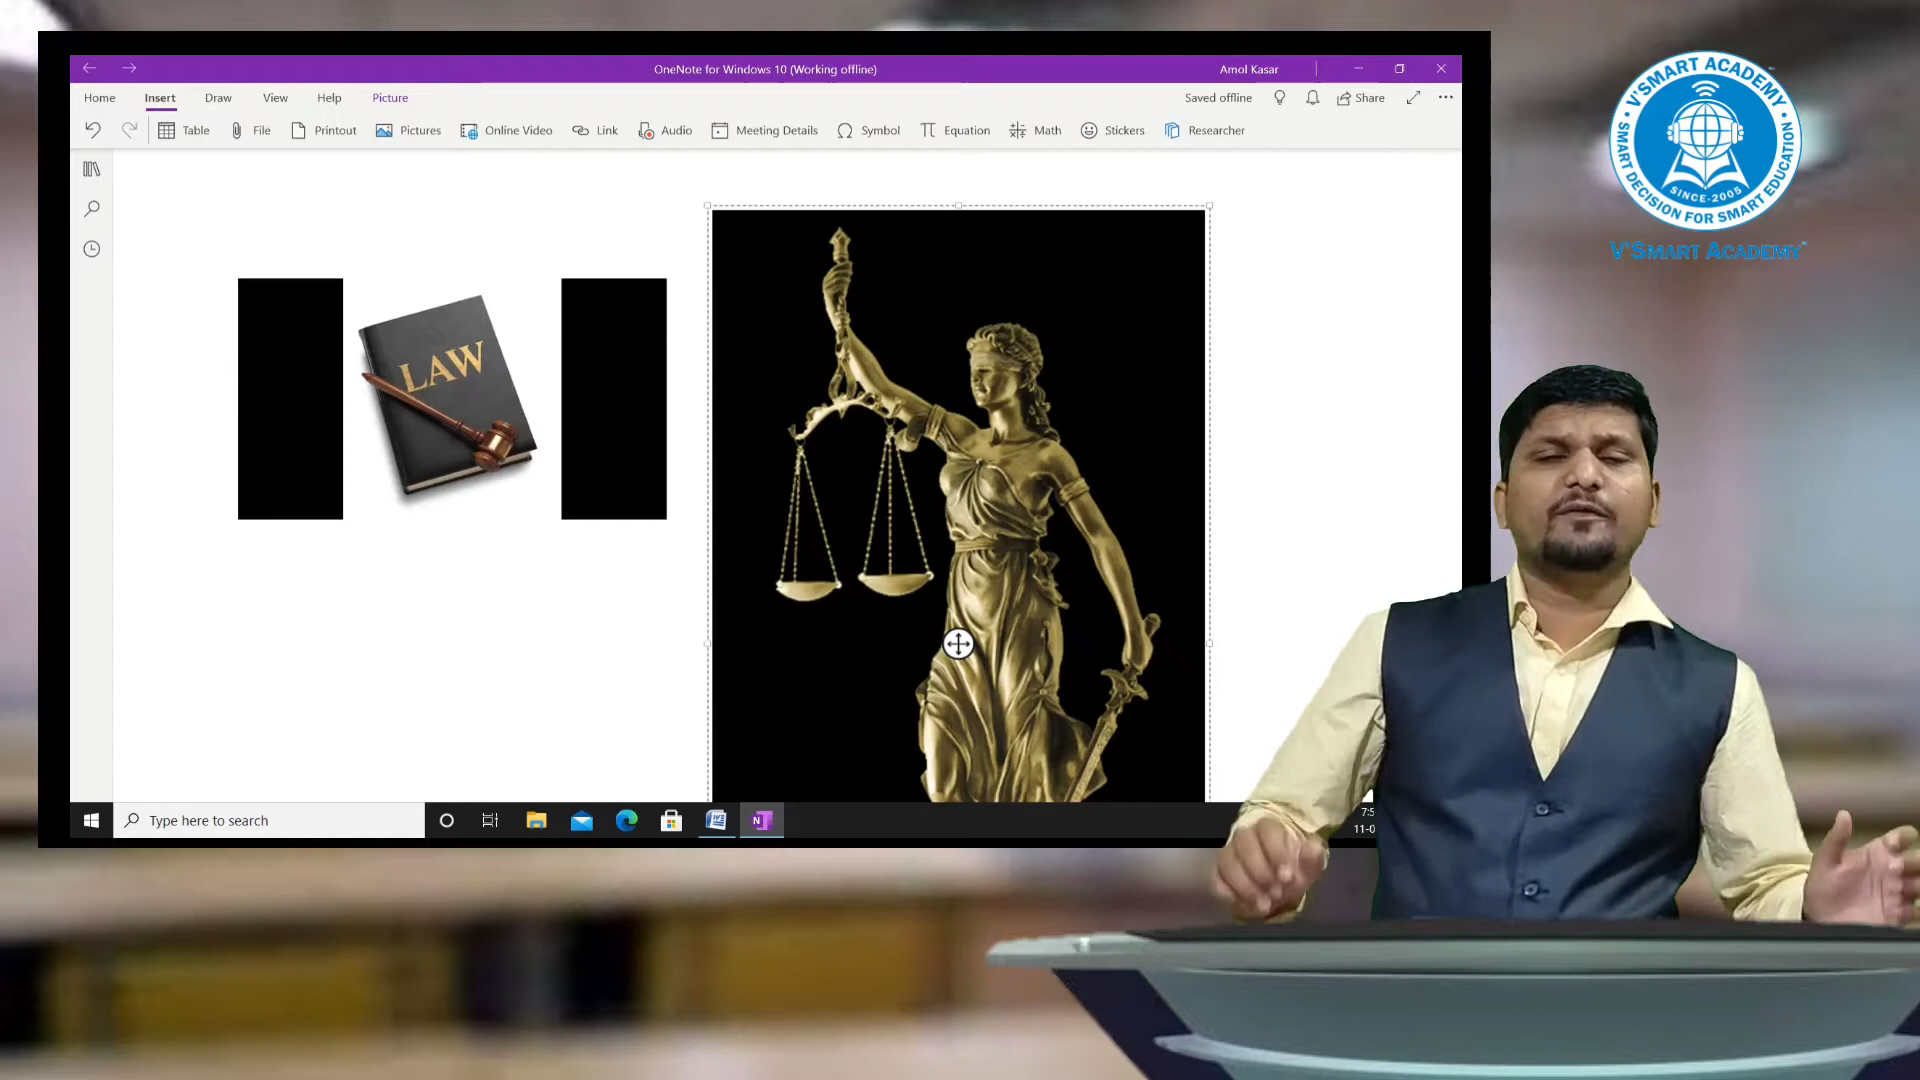 OneNote for Windows 10 (Working offline)
Amol Kasar
Home Insert Draw View Help Picture
Saved offline Share
Table File Printout Pictures Online Video Link Audio Meeting Details Symbol Equation Math Stickers Researcher
LAW
Type here to search
V'SMART ACADEMY
SMART DECISION FOR SMART EDUCATION
SINCE-2005
V'SMART ACADEMY